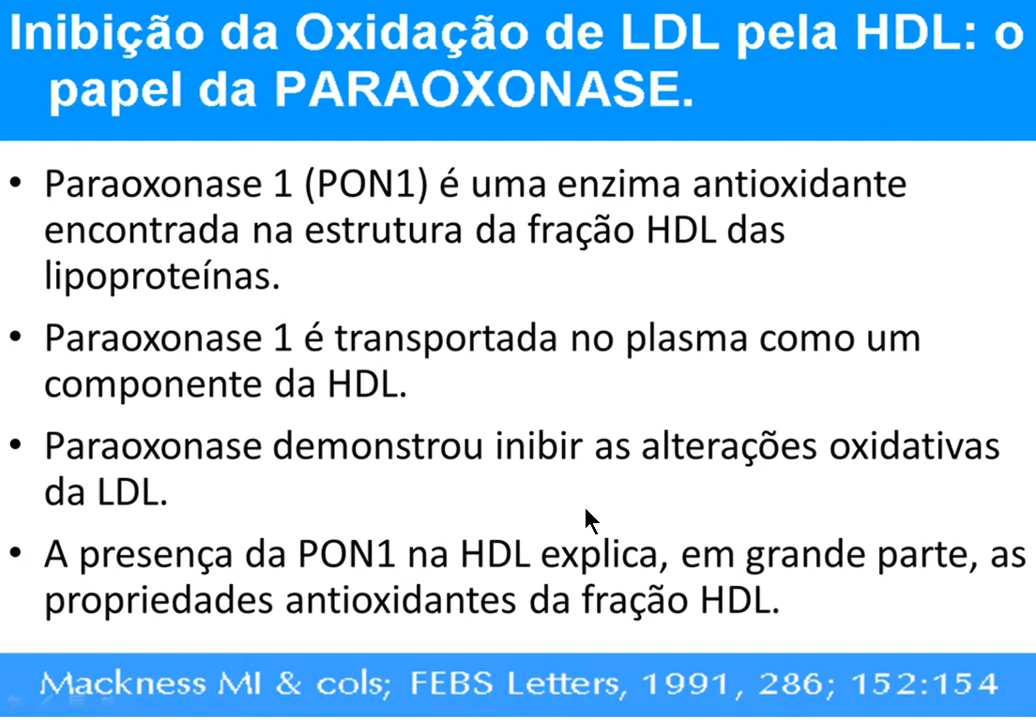 Inibição da Oxidação de LDL pela HDL: o
papel da PARAOXONASE.
• Paraoxonase 1 (PON1) é uma enzima antioxidante
encontrada na estrutura da fração HDL das
lipoproteínas.
• Paraoxonase 1 é transportada no plasma como um
componente da HDL.
• Paraoxonase demonstrou inibir as alterações oxidativas
da LDL.
• A presença da PON1 na HDL explica, em grande parte, as
propriedades antioxidantes da fração HDL.
Mackness MI & cols; FEBS Letters, 1991, 286; 152:154